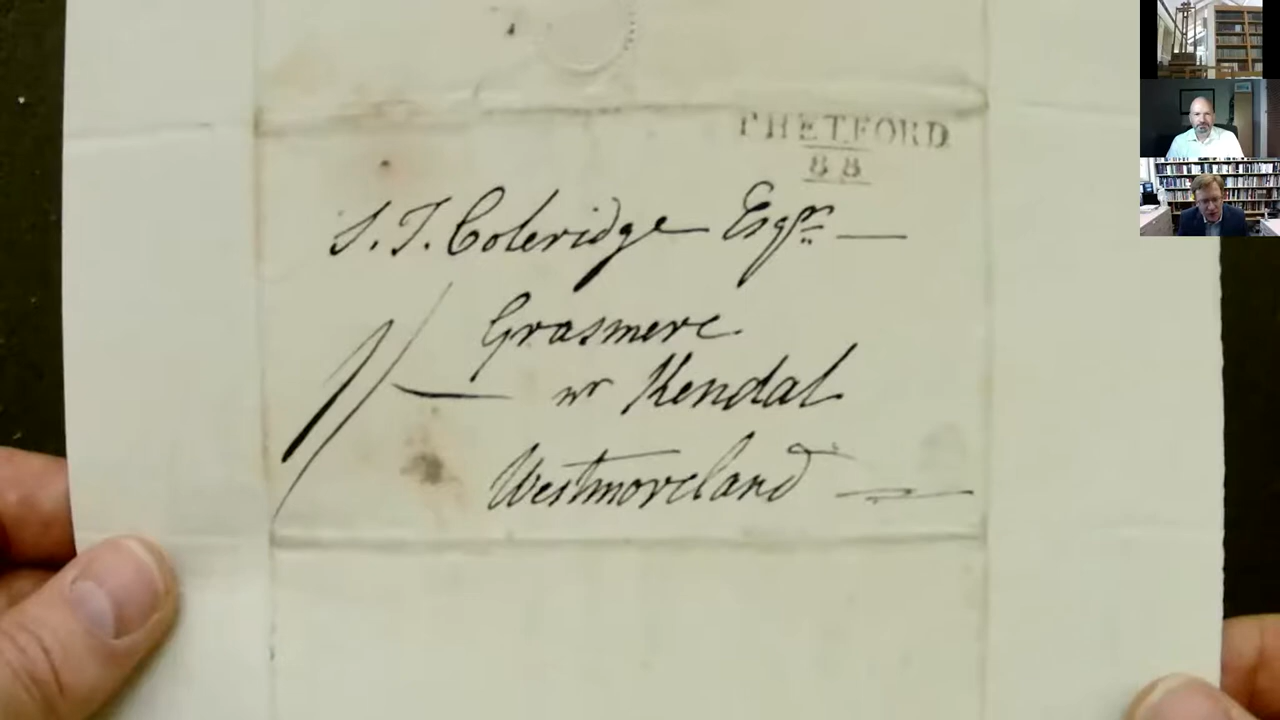 THETFORD
88
S. T. Coleridge Esqr.
Grasmere
nr Kendal
Westmoreland